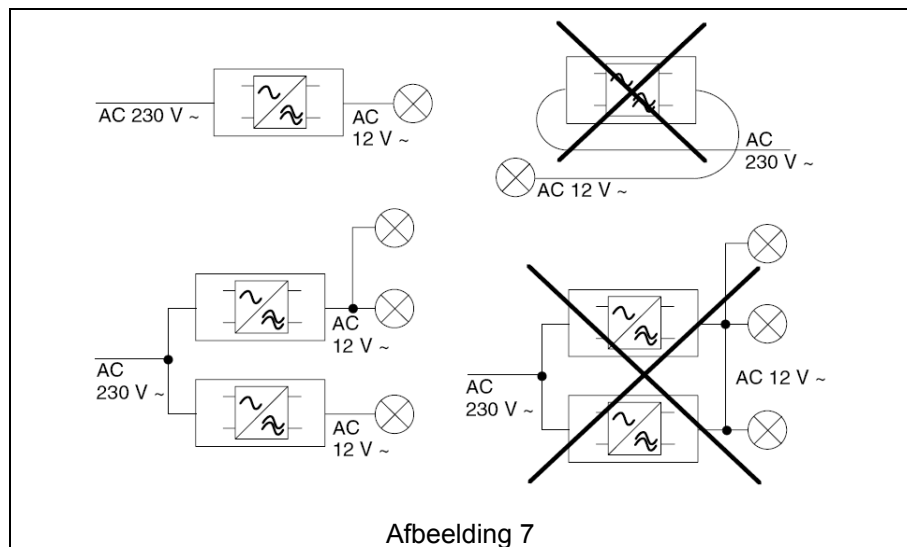 AC 230 V ~
AC
12 V ~
AC
230 V ~
AC 12 V ~
AC
12 V ~
AC
230 V ~
AC
12 V ~
AC
230 V ~
AC 12 V ~
Afbeelding 7